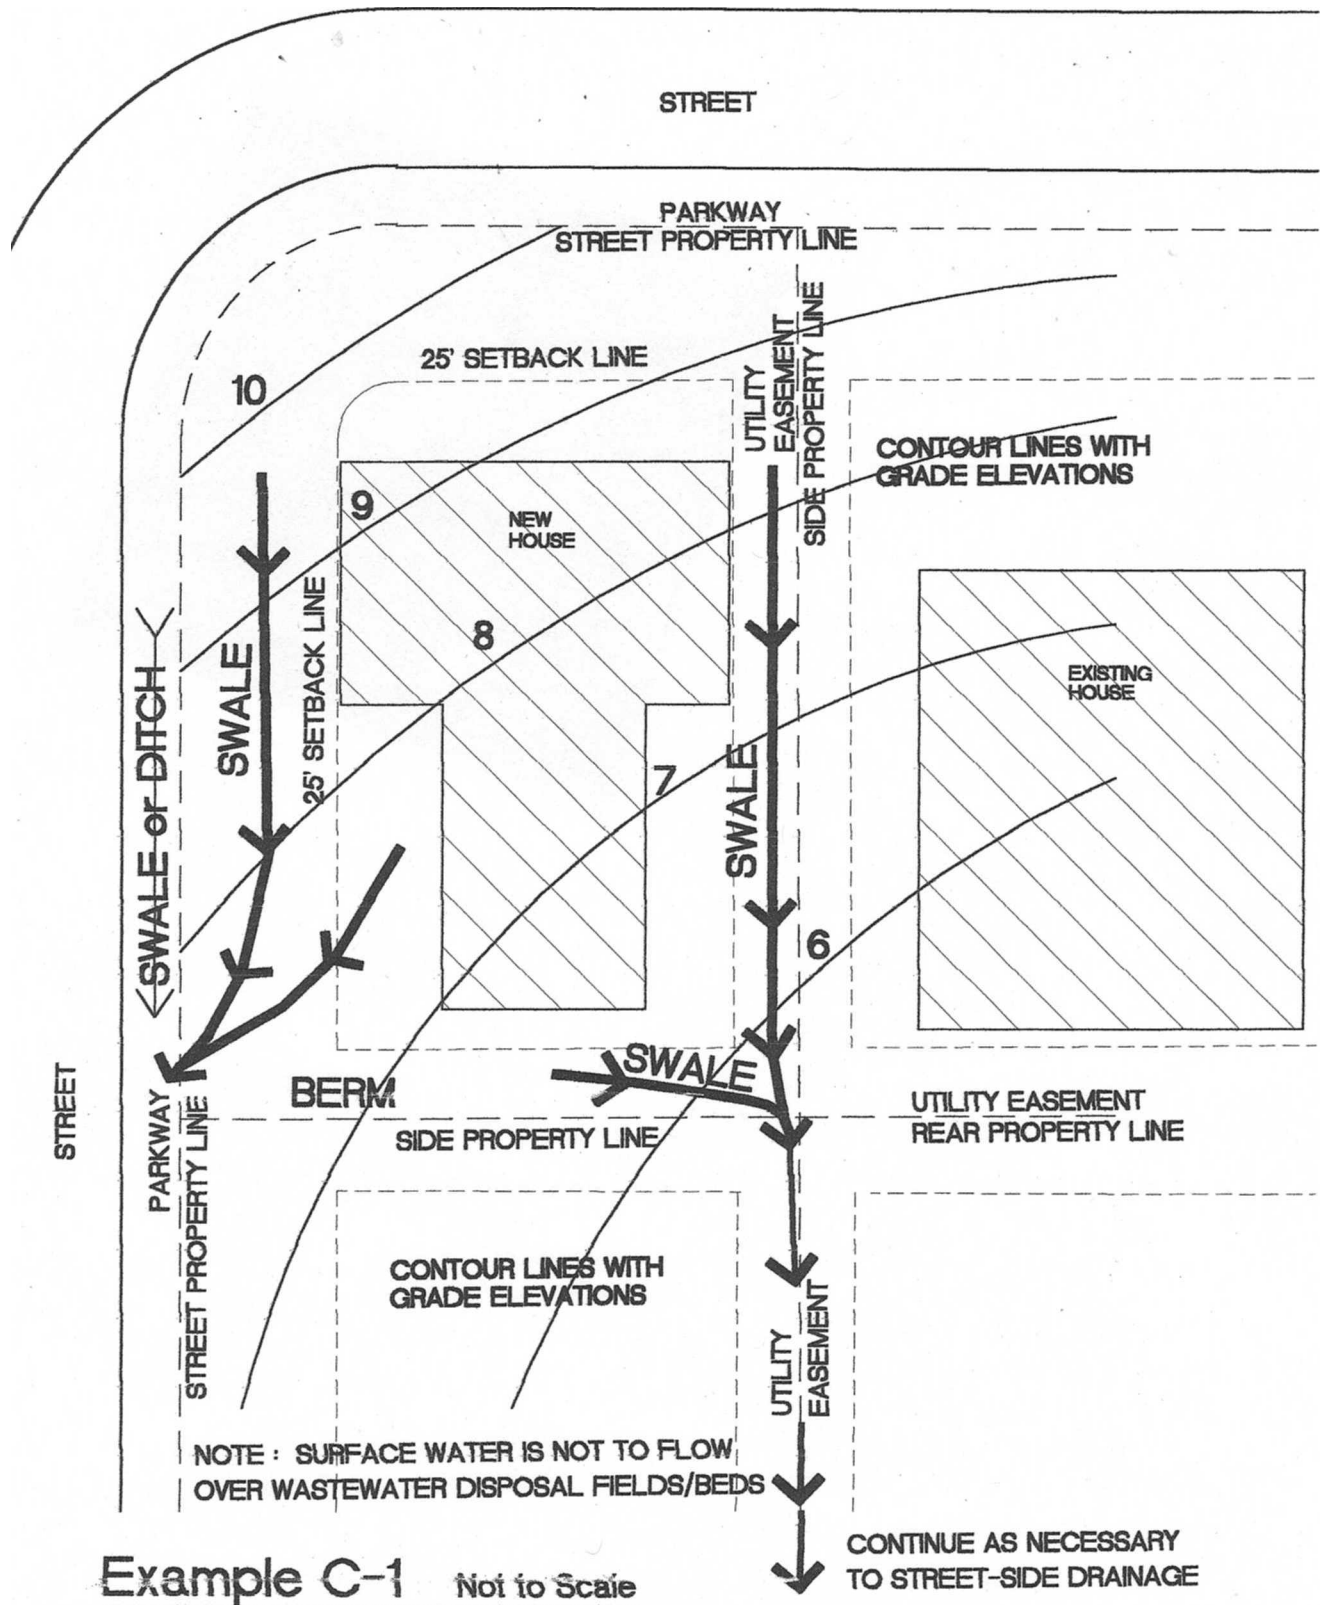 STREET
PARKWAY
STREET PROPERTY LINE
25' SETBACK LINE
UTILITY
EASEMENT
SIDE PROPERTY LINE
10
CONTOUR LINES WITH
GRADE ELEVATIONS
9
NEW
HOUSE
8
EXISTING
HOUSE
SWALE or DITCH
SWALE
25' SETBACK LINE
7
SWALE
6
SWALE
BERM
STREET
PARKWAY
STREET PROPERTY LINE
SIDE PROPERTY LINE
UTILITY EASEMENT
REAR PROPERTY LINE
CONTOUR LINES WITH
GRADE ELEVATIONS
UTILITY
EASEMENT
NOTE : SURFACE WATER IS NOT TO FLOW
OVER WASTEWATER DISPOSAL FIELDS/BEDS
CONTINUE AS NECESSARY
TO STREET-SIDE DRAINAGE
Example C-1 Not to Scale